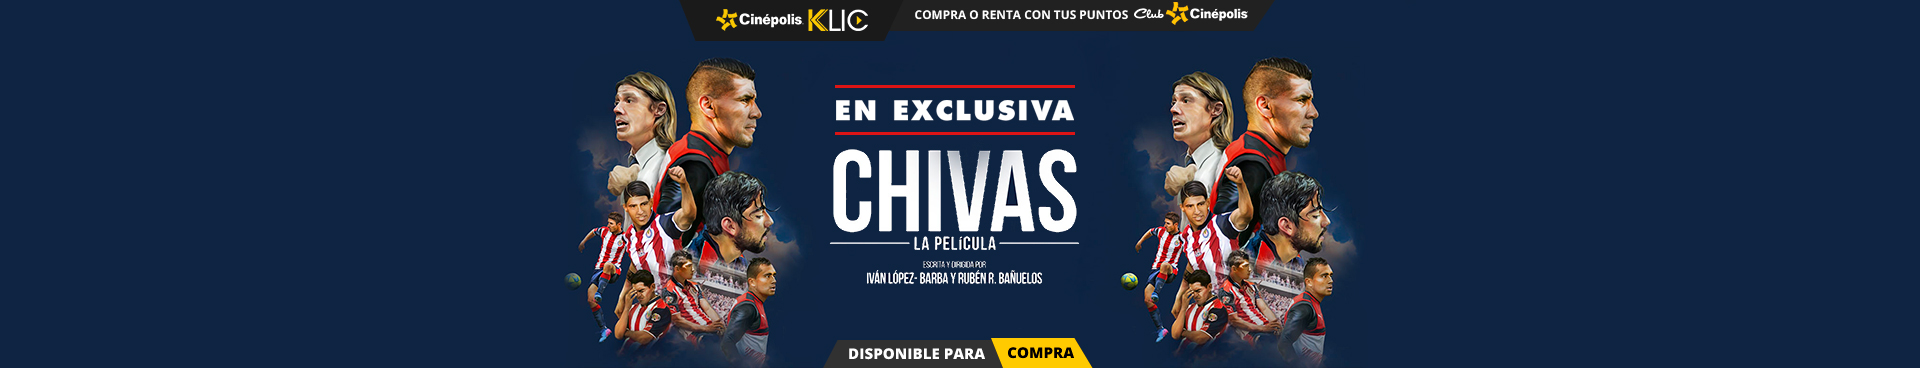 Cinépolis KLIC
COMPRA O RENTA CON TUS PUNTOS Club Cinépolis
EN EXCLUSIVA
CHIVAS
LA PELÍCULA
ESCRITA Y DIRIGIDA POR
IVÁN LÓPEZ- BARBA Y RUBÉN R. BAÑUELOS
DISPONIBLE PARA COMPRA